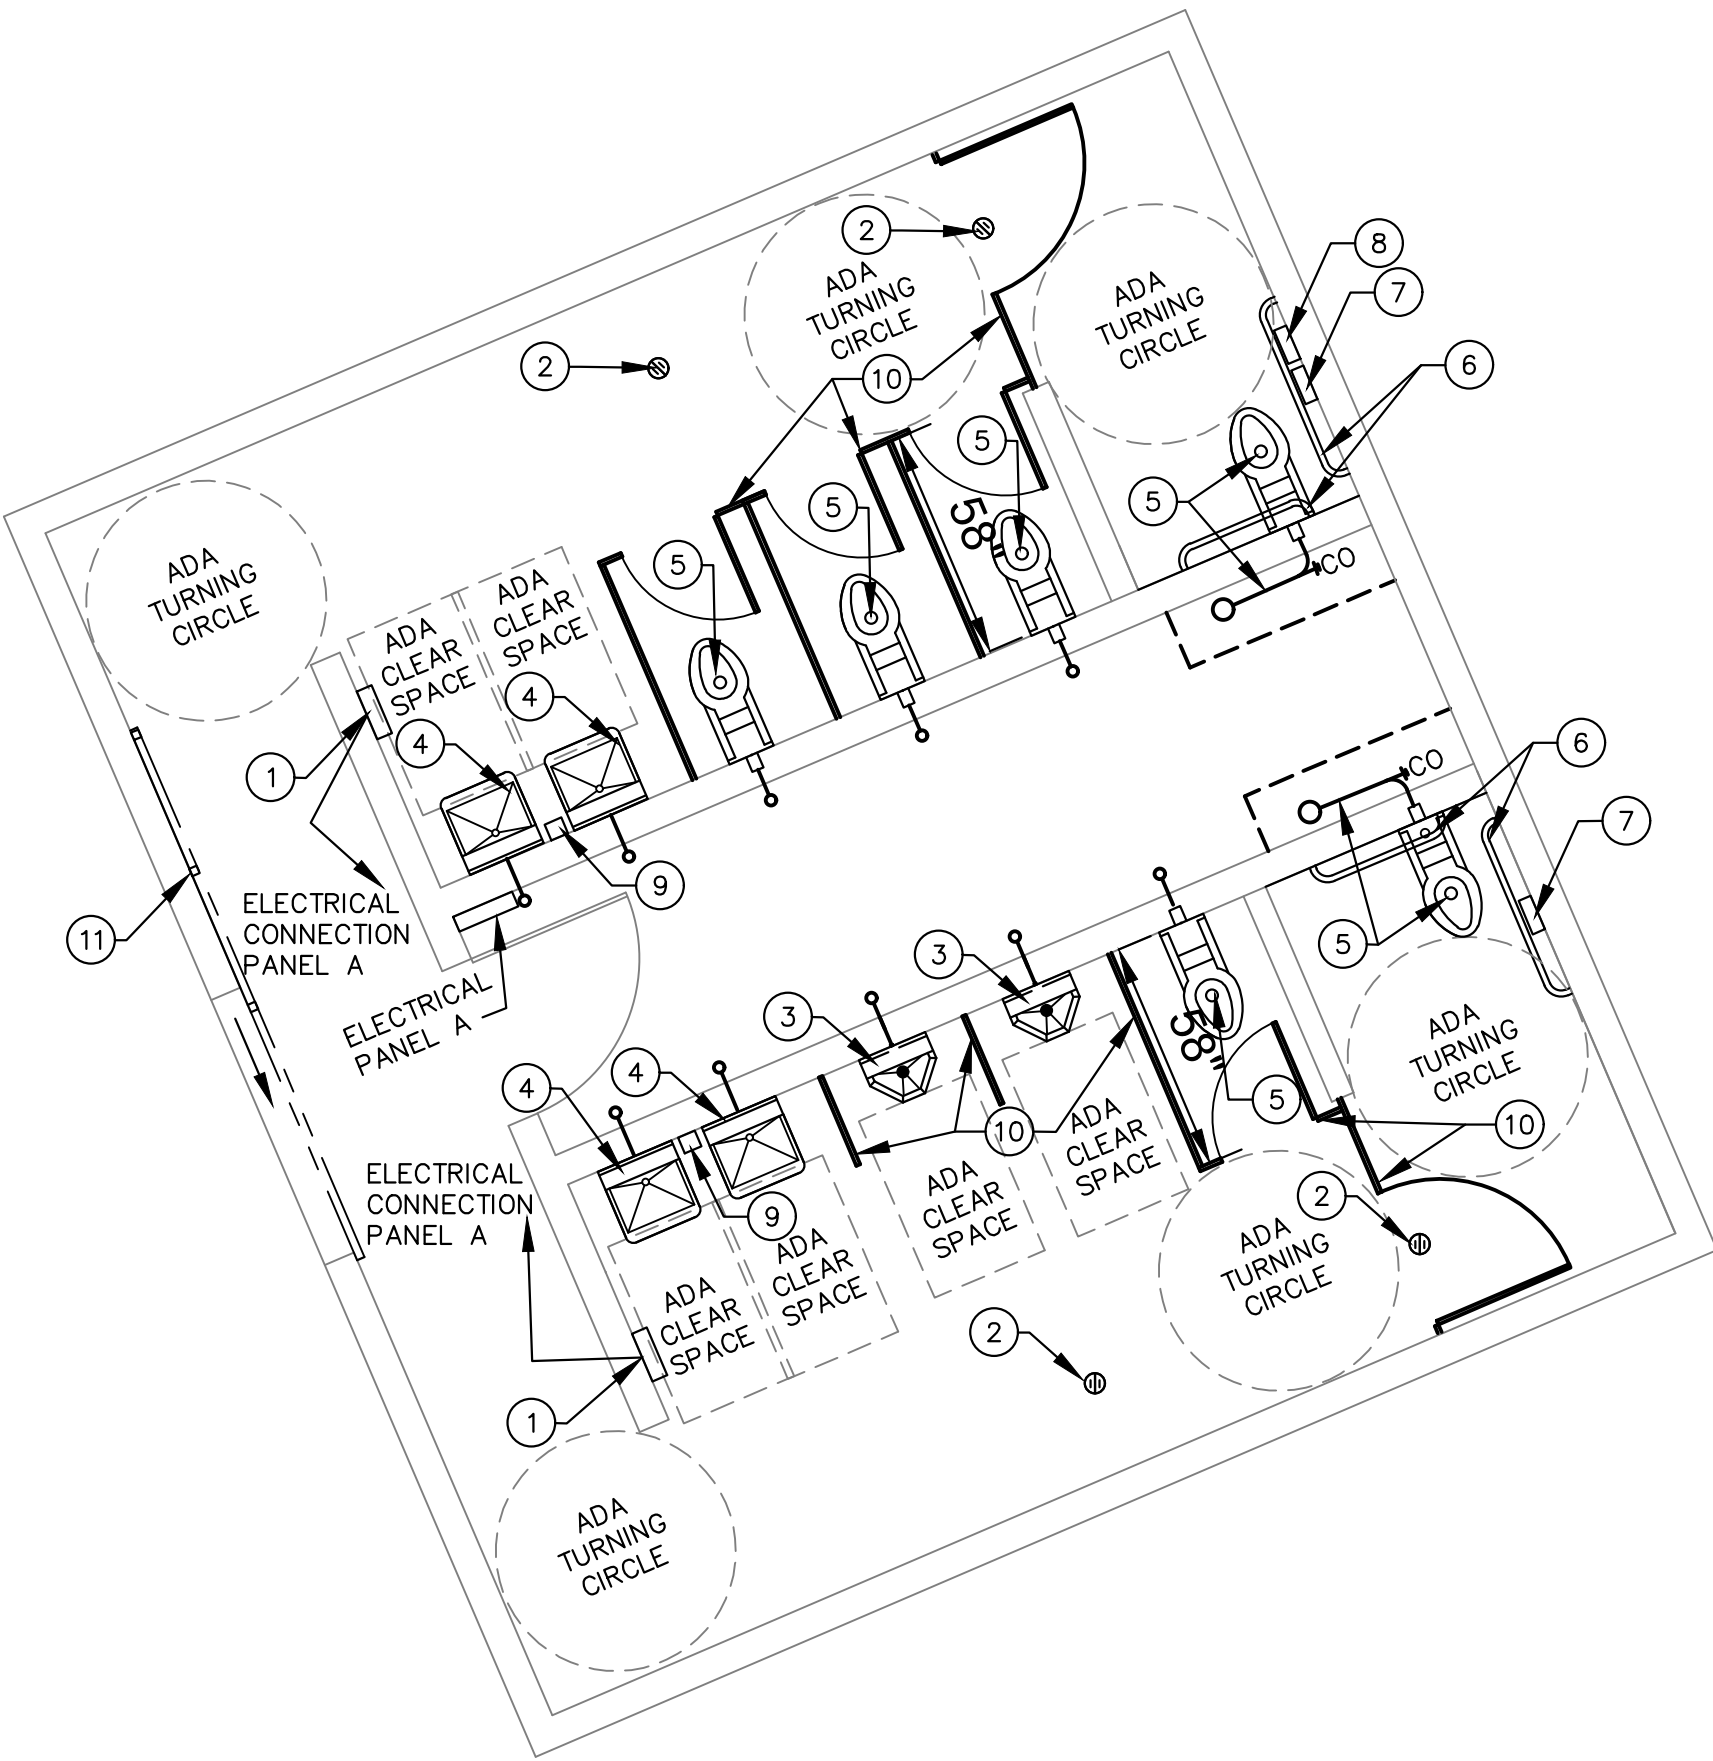 2
ADA
TURNING
CIRCLE
ADA
TURNING
CIRCLE
8
7
2
10
6
5
5
5
5
58"
CO
ADA
TURNING
CIRCLE
ADA
CLEAR
SPACE
ADA
CLEAR
SPACE
4
4
1
9
11
ELECTRICAL
CONNECTION
PANEL A
ELECTRICAL
PANEL A
CO
6
7
5
3
3
58"
5
4
4
10
10
ADA
TURNING
CIRCLE
ADA
CLEAR
SPACE
ADA
CLEAR
SPACE
ELECTRICAL
CONNECTION
PANEL A
9
2
ADA
CLEAR
SPACE
ADA
CLEAR
SPACE
ADA
TURNING
CIRCLE
2
1
ADA
TURNING
CIRCLE